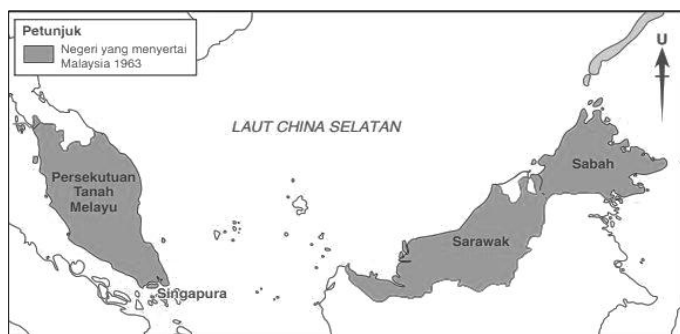 Petunjuk
Negeri yang menyertai
Malaysia 1963
U
LAUT CHINA SELATAN
Persekutuan
Tanah
Melayu
Sabah
Sarawak
Singapura